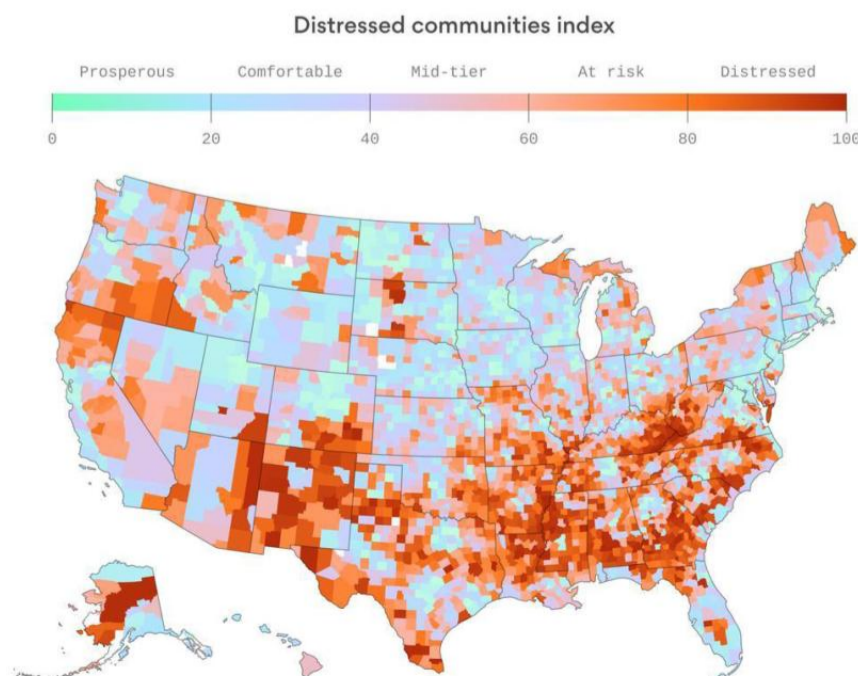 Distressed communities index
Prosperous Comfortable Mid-tier At risk Distressed
0 20 40 60 80 100